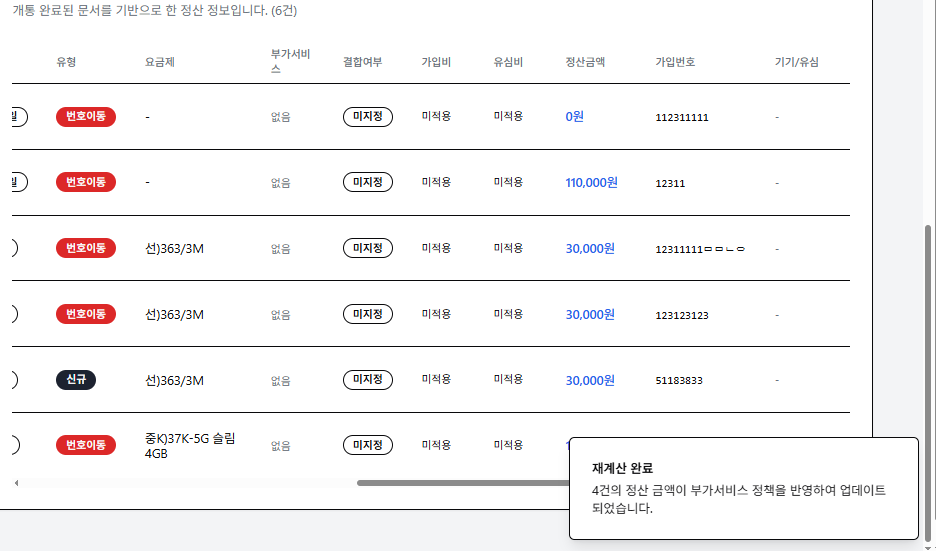 개통 완료된 문서를 기반으로 한 정산 정보입니다. (6건)
유형 요금제 부가서비스 결합여부 가입비 유심비 정산금액 가입번호 기기/유심
번호이동 - 없음 미지정 미적용 미적용 0원 112311111 -
번호이동 - 없음 미지정 미적용 미적용 110,000원 12311 -
번호이동 선)363/3M 없음 미지정 미적용 미적용 30,000원 12311111ㅁㅁㄴㅇ -
번호이동 선)363/3M 없음 미지정 미적용 미적용 30,000원 123123123 -
신규 선)363/3M 없음 미지정 미적용 미적용 30,000원 51183833 -
번호이동 중K)37K-5G 슬림 4GB 없음 미지정 미적용 미적용
재계산 완료
4건의 정산 금액이 부가서비스 정책을 반영하여 업데이트
되었습니다.